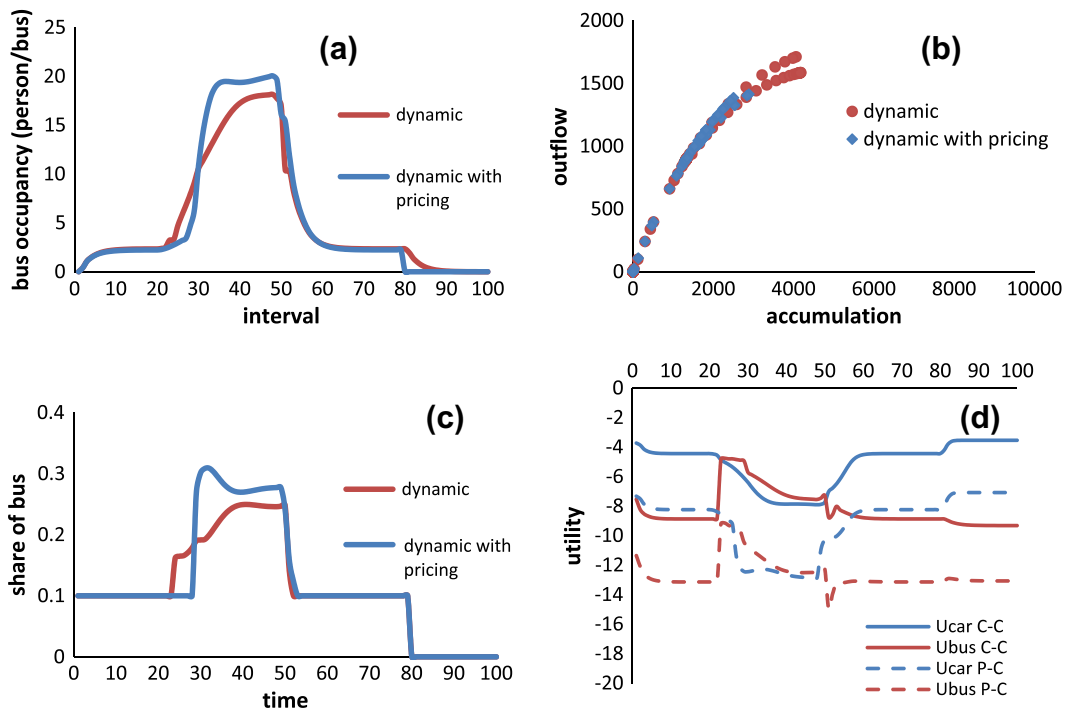 (a)
bus occupancy (person/bus)
25
20
15
10
5
0
0 10 20 30 40 50 60 70 80 90 100
interval
dynamic
dynamic with
pricing
(b)
outflow
2000
1500
1000
500
0
0 2000 4000 6000 8000 10000
accumulation
dynamic
dynamic with pricing
(c)
share of bus
0.4
0.3
0.2
0.1
0
0 10 20 30 40 50 60 70 80 90 100
time
dynamic
dynamic with
pricing
0 10 20 30 40 50 60 70 80 90 100
(d)
utility
0
-2
-4
-6
-8
-10
-12
-14
-16
-18
-20
Ucar C-C
Ubus C-C
Ucar P-C
Ubus P-C